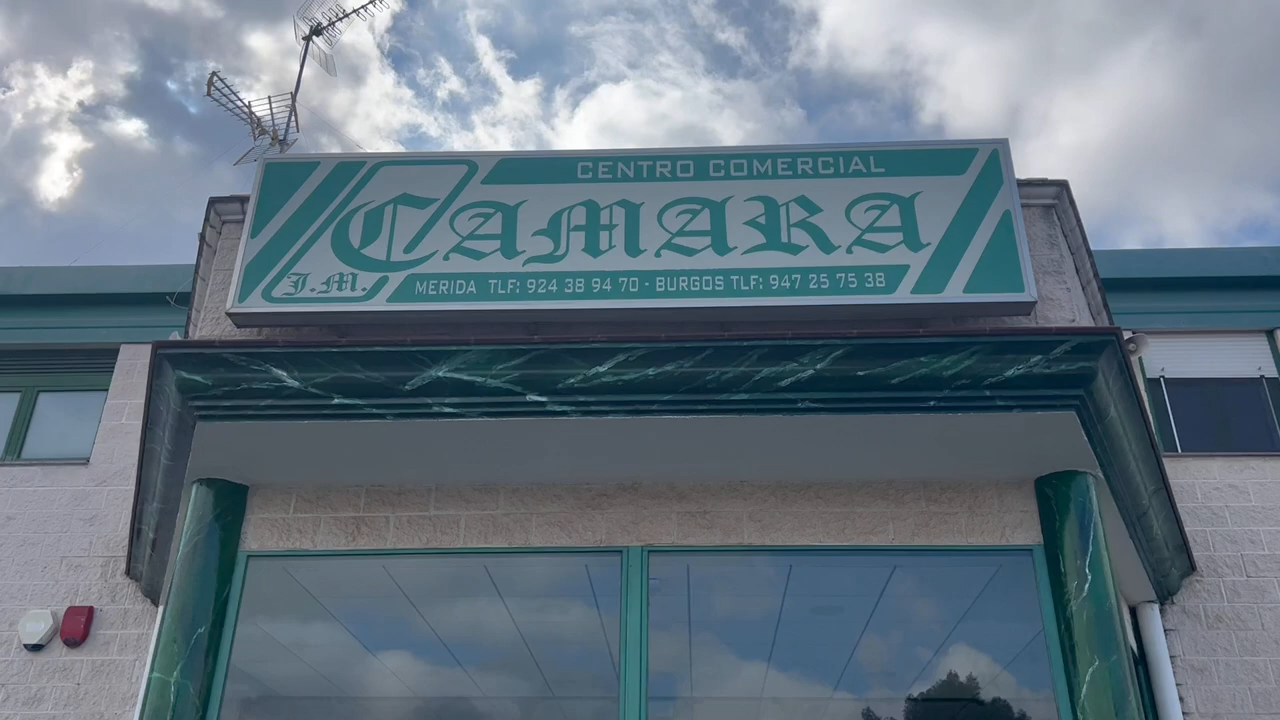 CENTRO COMERCIAL
CAMARA
J.M.
MERIDA TLF: 924 38 94 70 - BURGOS TLF: 947 25 75 38